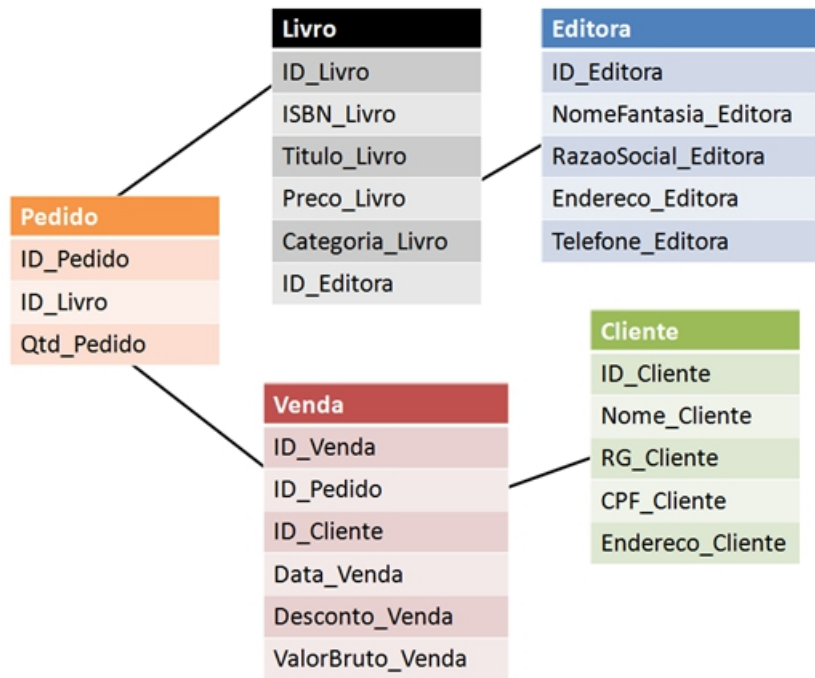 Livro
ID_Livro
ISBN_Livro
Titulo_Livro
Preco_Livro
Categoria_Livro
ID_Editora
Editora
ID_Editora
NomeFantasia_Editora
RazaoSocial_Editora
Endereco_Editora
Telefone_Editora
Pedido
ID_Pedido
ID_Livro
Qtd_Pedido
Venda
ID_Venda
ID_Pedido
ID_Cliente
Data_Venda
Desconto_Venda
ValorBruto_Venda
Cliente
ID_Cliente
Nome_Cliente
RG_Cliente
CPF_Cliente
Endereco_Cliente